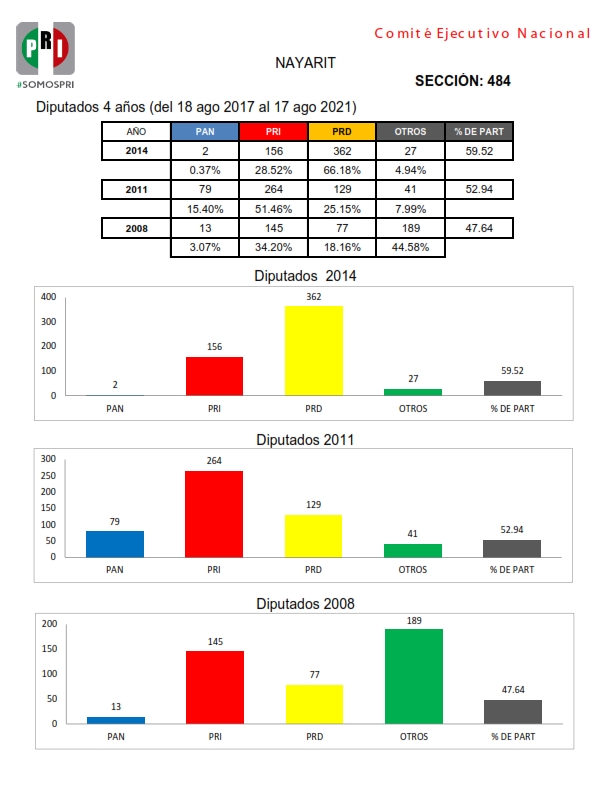 Comité Ejecutivo Nacional
PRI
#SOMOSPRI
NAYARIT
SECCIÓN: 484
Diputados 4 años (del 18 ago 2017 al 17 ago 2021)
AÑO PAN PRI PRD OTROS % DE PART
2014 2 156 362 27 59.52
0.37% 28.52% 66.18% 4.94%
2011 79 264 129 41 52.94
15.40% 51.46% 25.15% 7.99%
2008 13 145 77 189 47.64
3.07% 34.20% 18.16% 44.58%
Diputados 2014
400
300
200
100
0
2 156 362 27 59.52
PAN PRI PRD OTROS % DE PART
Diputados 2011
300
250
200
150
100
50
0
79 264 129 41 52.94
PAN PRI PRD OTROS % DE PART
Diputados 2008
200
150
100
50
0
13 145 77 189 47.64
PAN PRI PRD OTROS % DE PART